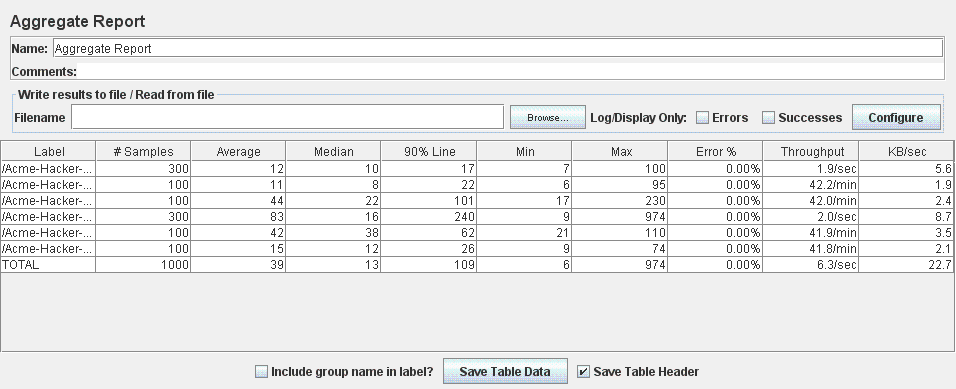 Aggregate Report
Name: Aggregate Report
Comments:
Write results to file / Read from file
Filename Browse... Log/Display Only: Errors Successes Configure
Label # Samples Average Median 90% Line Min Max Error % Throughput KB/sec
/Acme-Hacker-... 300 12 10 17 7 100 0.00% 1.9/sec 5.6
/Acme-Hacker-... 100 11 8 22 6 95 0.00% 42.2/min 1.9
/Acme-Hacker-... 100 44 22 101 17 230 0.00% 42.0/min 2.4
/Acme-Hacker-... 300 83 16 240 9 974 0.00% 2.0/sec 8.7
/Acme-Hacker-... 100 42 38 62 21 110 0.00% 41.9/min 3.5
/Acme-Hacker-... 100 15 12 26 9 74 0.00% 41.8/min 2.1
TOTAL 1000 39 13 109 6 974 0.00% 6.3/sec 22.7
Include group name in label? Save Table Data Save Table Header